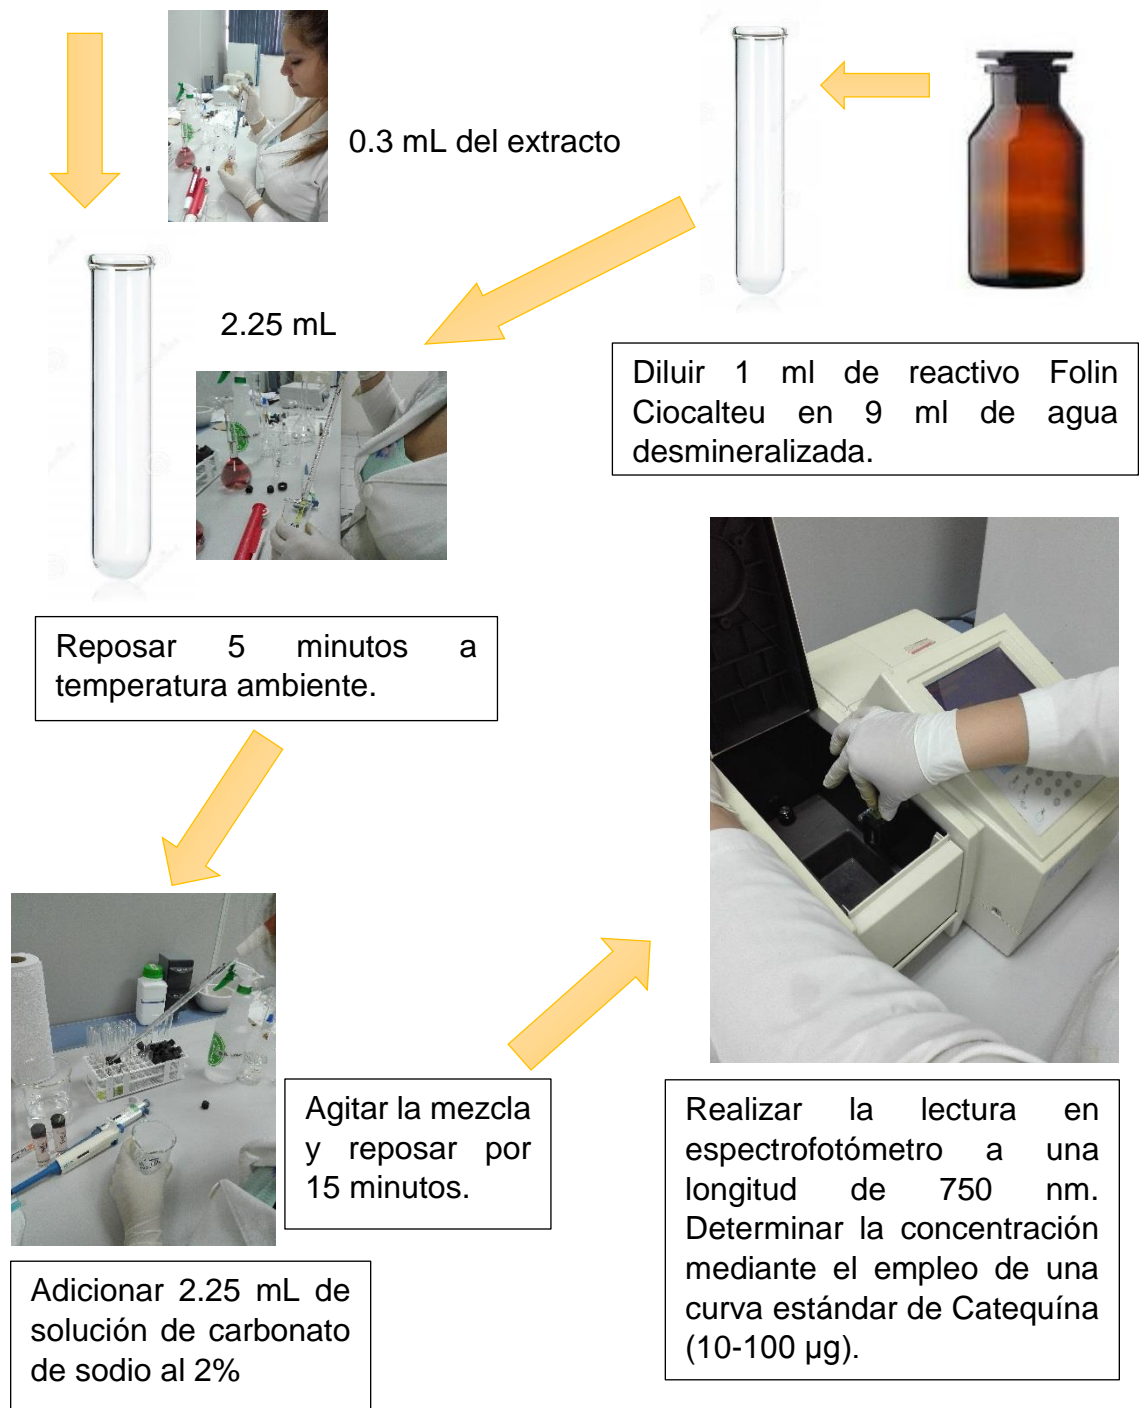 0.3 mL del extracto
2.25 mL
Diluir 1 ml de reactivo Folin
Ciocalteu en 9 ml de agua
desmineralizada.
Reposar 5 minutos a
temperatura ambiente.
Agitar la mezcla
y reposar por
15 minutos.
Adicionar 2.25 mL de
solución de carbonato
de sodio al 2%
Realizar la lectura en
espectrofotómetro a una
longitud de 750 nm.
Determinar la concentración
mediante el empleo de una
curva estándar de Catequína
(10-100 µg).